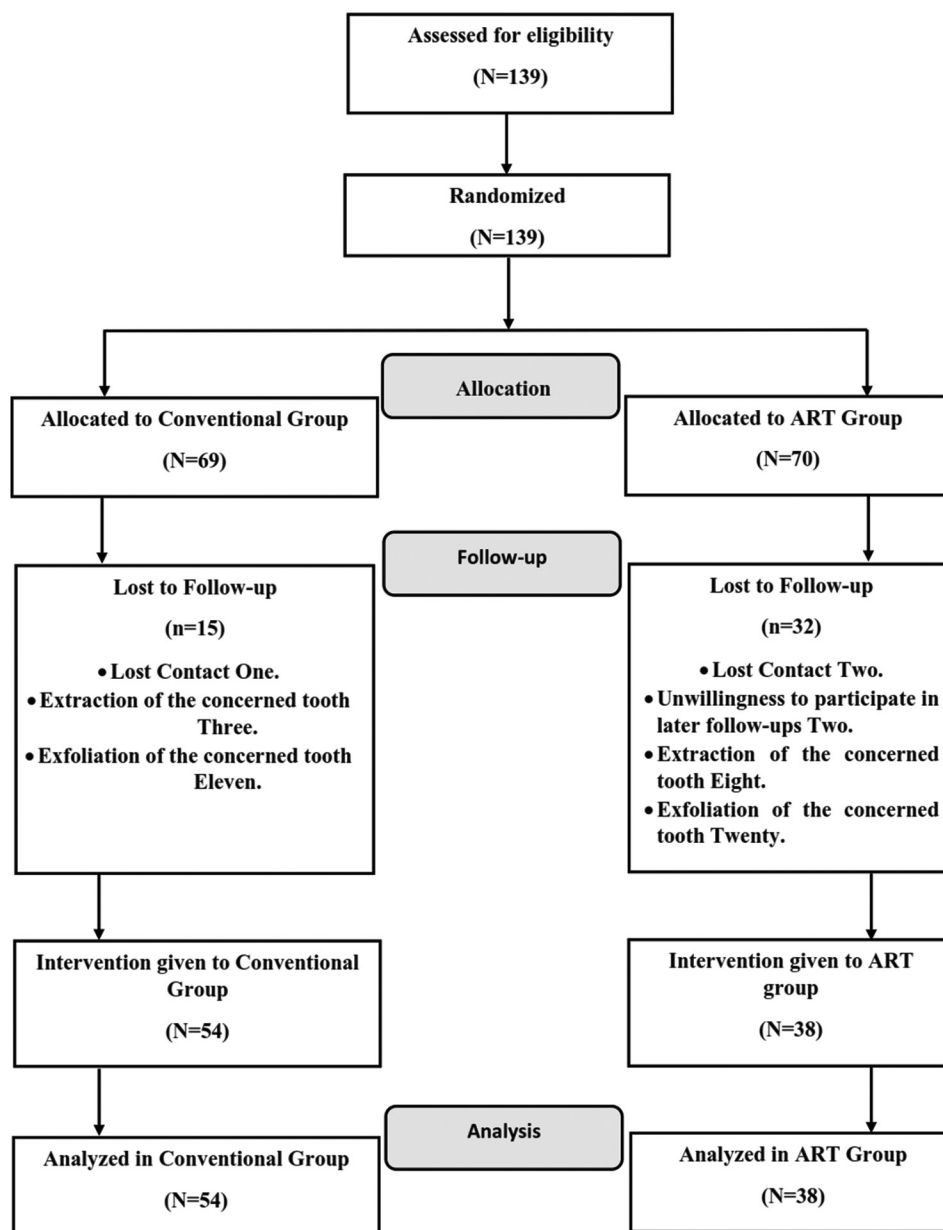 Assessed for eligibility
(N=139)
Randomized
(N=139)
Allocation
Allocated to Conventional Group
(N=69)
Allocated to ART Group
(N=70)
Follow-up
Lost to Follow-up
(n=15)
• Lost Contact One.
• Extraction of the concerned tooth
Three.
• Exfoliation of the concerned tooth
Eleven.
Lost to Follow-up
(n=32)
• Lost Contact Two.
• Unwillingness to participate in
later follow-ups Two.
• Extraction of the concerned
tooth Eight.
• Exfoliation of the concerned
tooth Twenty.
Intervention given to Conventional
Group
(N=54)
Intervention given to ART
group
(N=38)
Analysis
Analyzed in Conventional Group
(N=54)
Analyzed in ART Group
(N=38)